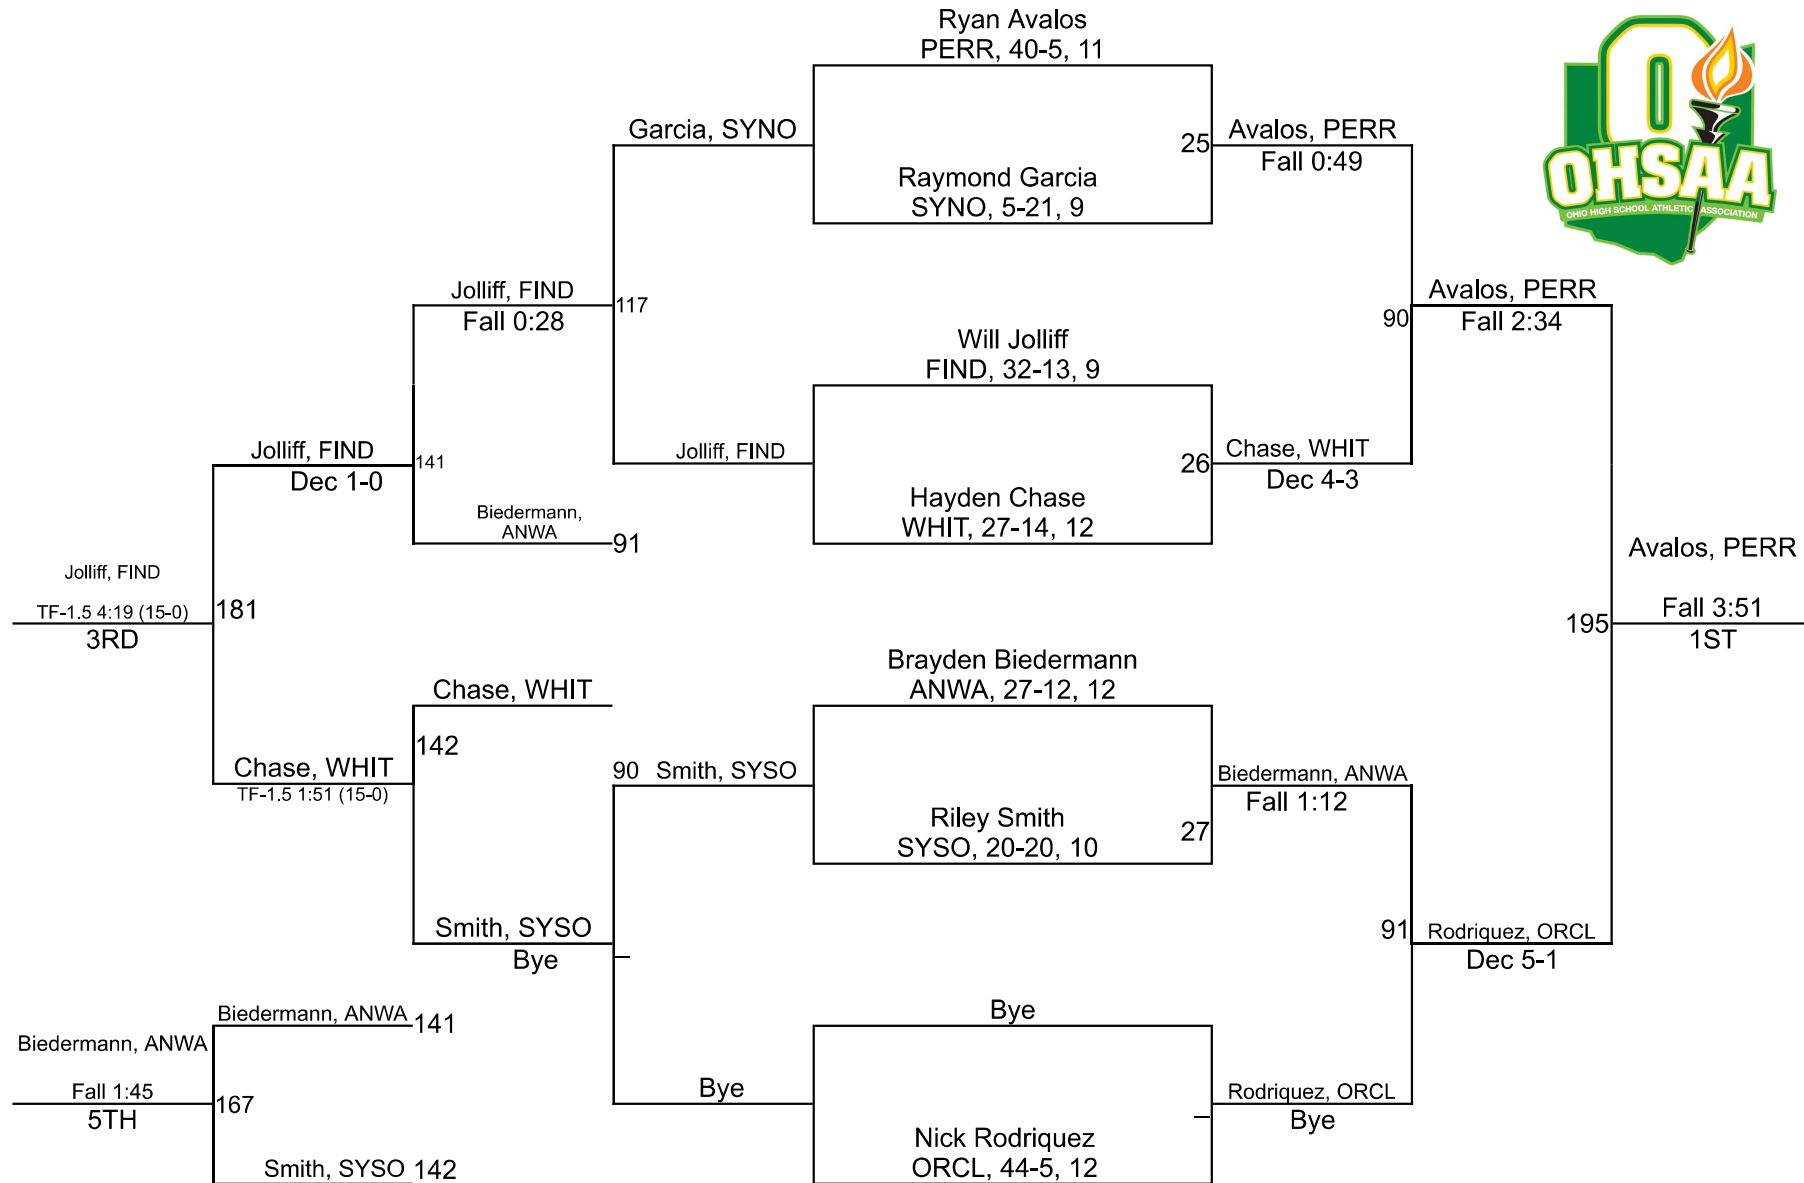 Ryan Avalos
PERR, 40-5, 11
O
OHSAA
OHIO HIGH SCHOOL ATHLETIC ASSOCIATION
Garcia, SYNO
25
Avalos, PERR
Fall 0:49
Raymond Garcia
SYNO, 5-21, 9
Jolliff, FIND
Fall 0:28
117
90
Avalos, PERR
Fall 2:34
Will Jolliff
FIND, 32-13, 9
Jolliff, FIND
Dec 1-0
141
Jolliff, FIND
26
Chase, WHIT
Dec 4-3
Hayden Chase
WHIT, 27-14, 12
Biedermann,
ANWA
91
Jolliff, FIND
TF-1.5 4:19 (15-0)
3RD
181
195
Avalos, PERR
Fall 3:51
1ST
Brayden Biedermann
ANWA, 27-12, 12
Chase, WHIT
142
Chase, WHIT
TF-1.5 1:51 (15-0)
90
Smith, SYSO
Biedermann, ANWA
Fall 1:12
Riley Smith
SYSO, 20-20, 10
27
Smith, SYSO
Bye
91
Rodriquez, ORCL
Dec 5-1
Biedermann, ANWA
141
Bye
Biedermann, ANWA
Fall 1:45
5TH
167
Bye
Rodriquez, ORCL
Bye
Nick Rodriquez
ORCL, 44-5, 12
Smith, SYSO
142